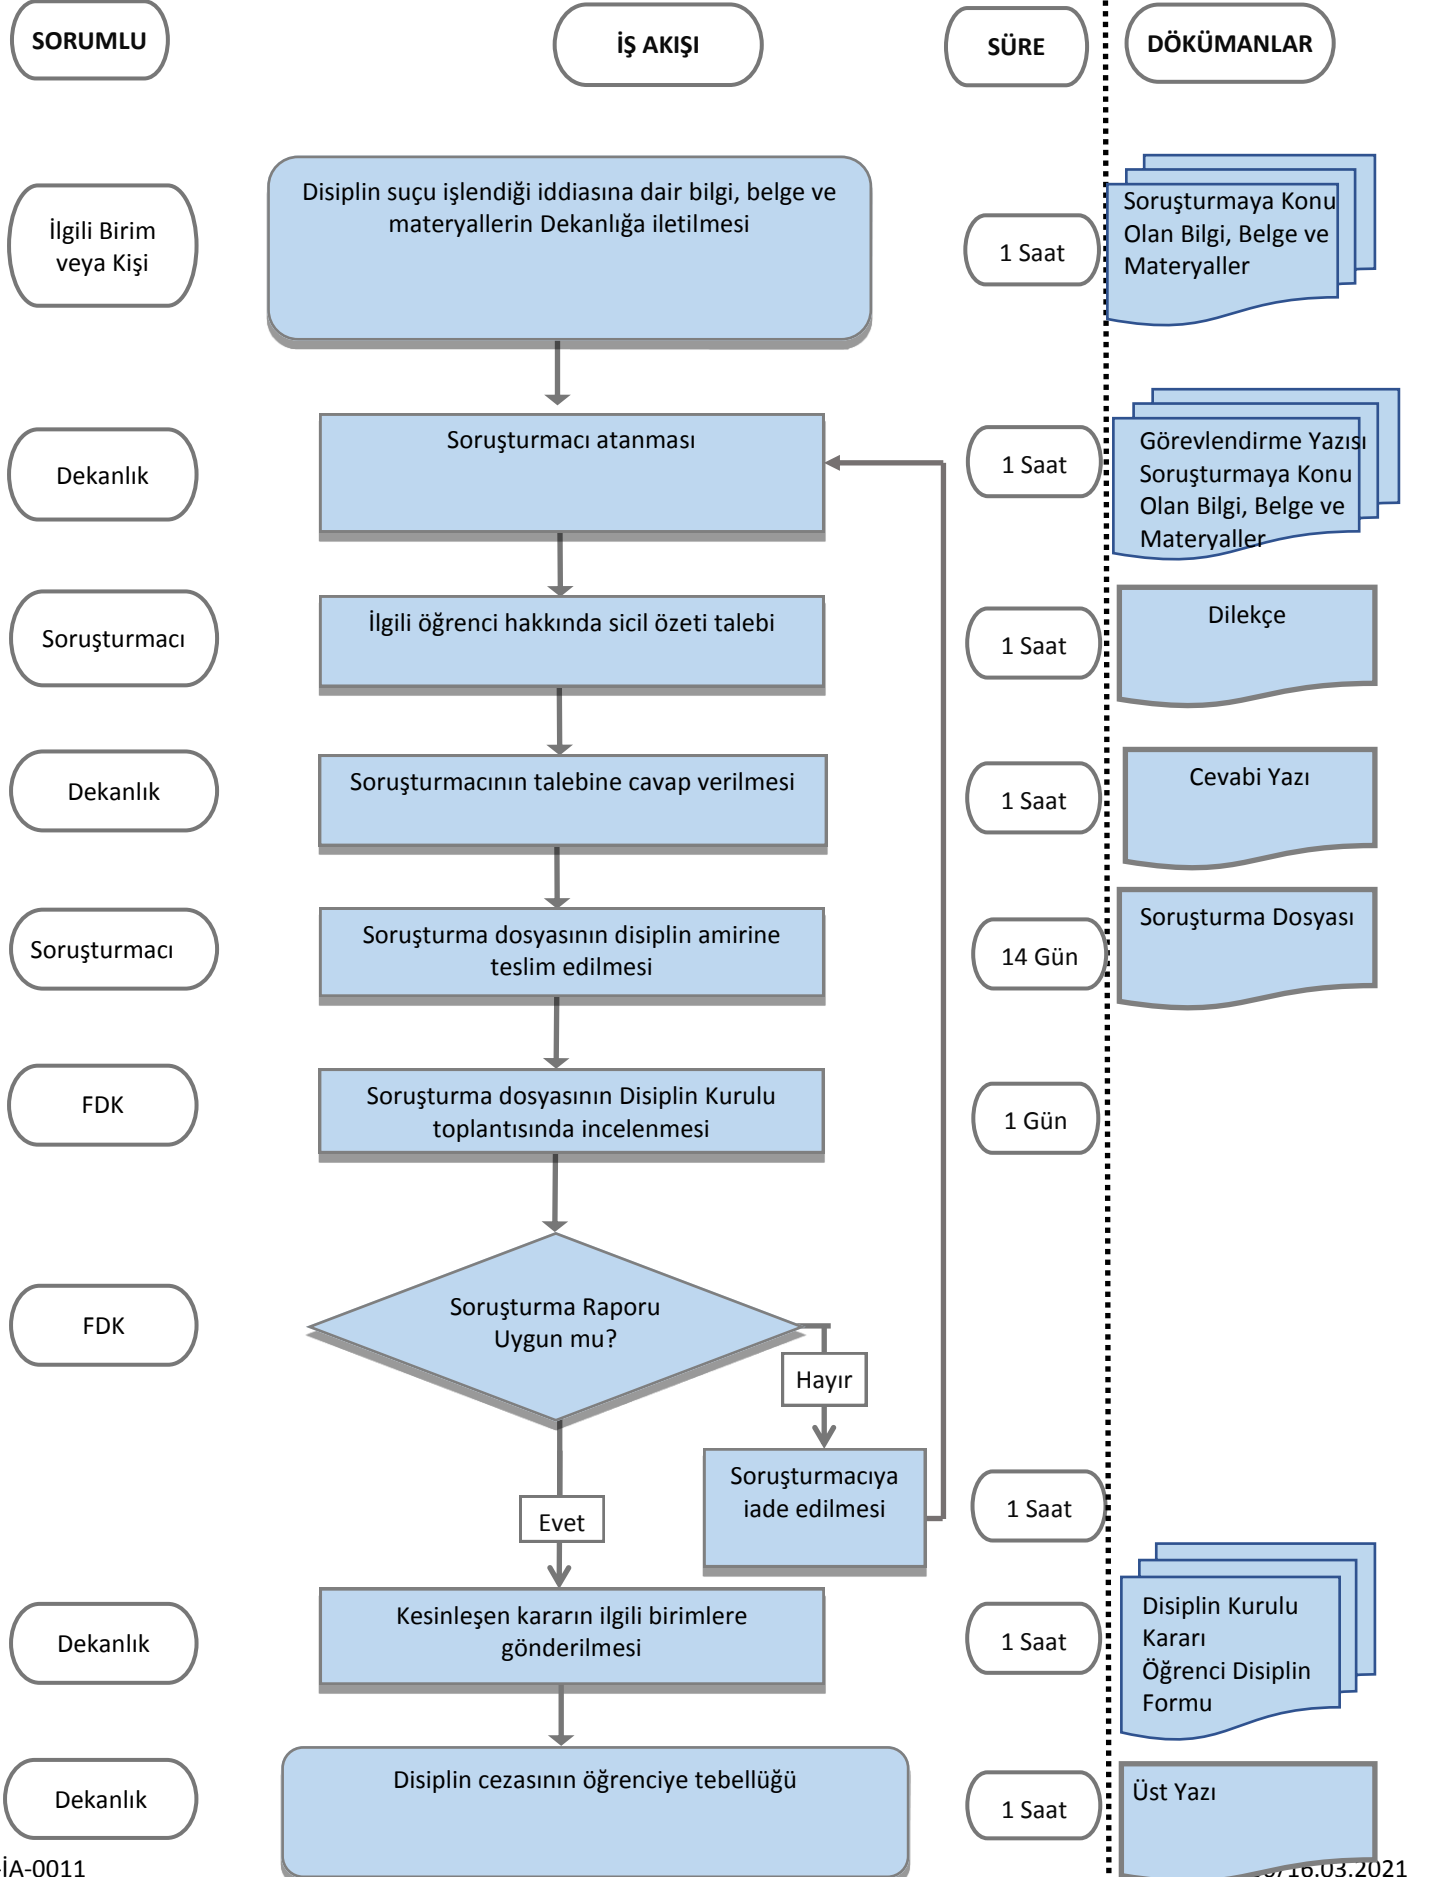 SORUMLU
İŞ AKIŞI
SÜRE
DÖKÜMANLAR
İlgili Birim
veya Kişi
Disiplin suçu işlendiği iddiasına dair bilgi, belge ve
materyallerin Dekanlığa iletilmesi
1 Saat
Soruşturmaya Konu
Olan Bilgi, Belge ve
Materyaller
Dekanlık
Soruşturmacı atanması
1 Saat
Görevlendirme Yazısı
Soruşturmaya Konu
Olan Bilgi, Belge ve
Materyaller
Soruşturmacı
İlgili öğrenci hakkında sicil özeti talebi
1 Saat
Dilekçe
Dekanlık
Soruşturmacının talebine cavap verilmesi
1 Saat
Cevabi Yazı
Soruşturmacı
Soruşturma dosyasının disiplin amirine
teslim edilmesi
14 Gün
Soruşturma Dosyası
FDK
Soruşturma dosyasının Disiplin Kurulu
toplantısında incelenmesi
1 Gün
FDK
Soruşturma Raporu
Uygun mu?
Hayır
Soruşturmacıya
iade edilmesi
1 Saat
Evet
Dekanlık
Kesinleşen kararın ilgili birimlere
gönderilmesi
1 Saat
Disiplin Kurulu
Kararı
Öğrenci Disiplin
Formu
Dekanlık
Disiplin cezasının öğrenciye tebellüğü
1 Saat
Üst Yazı
-İA-0011
/16.03.2021